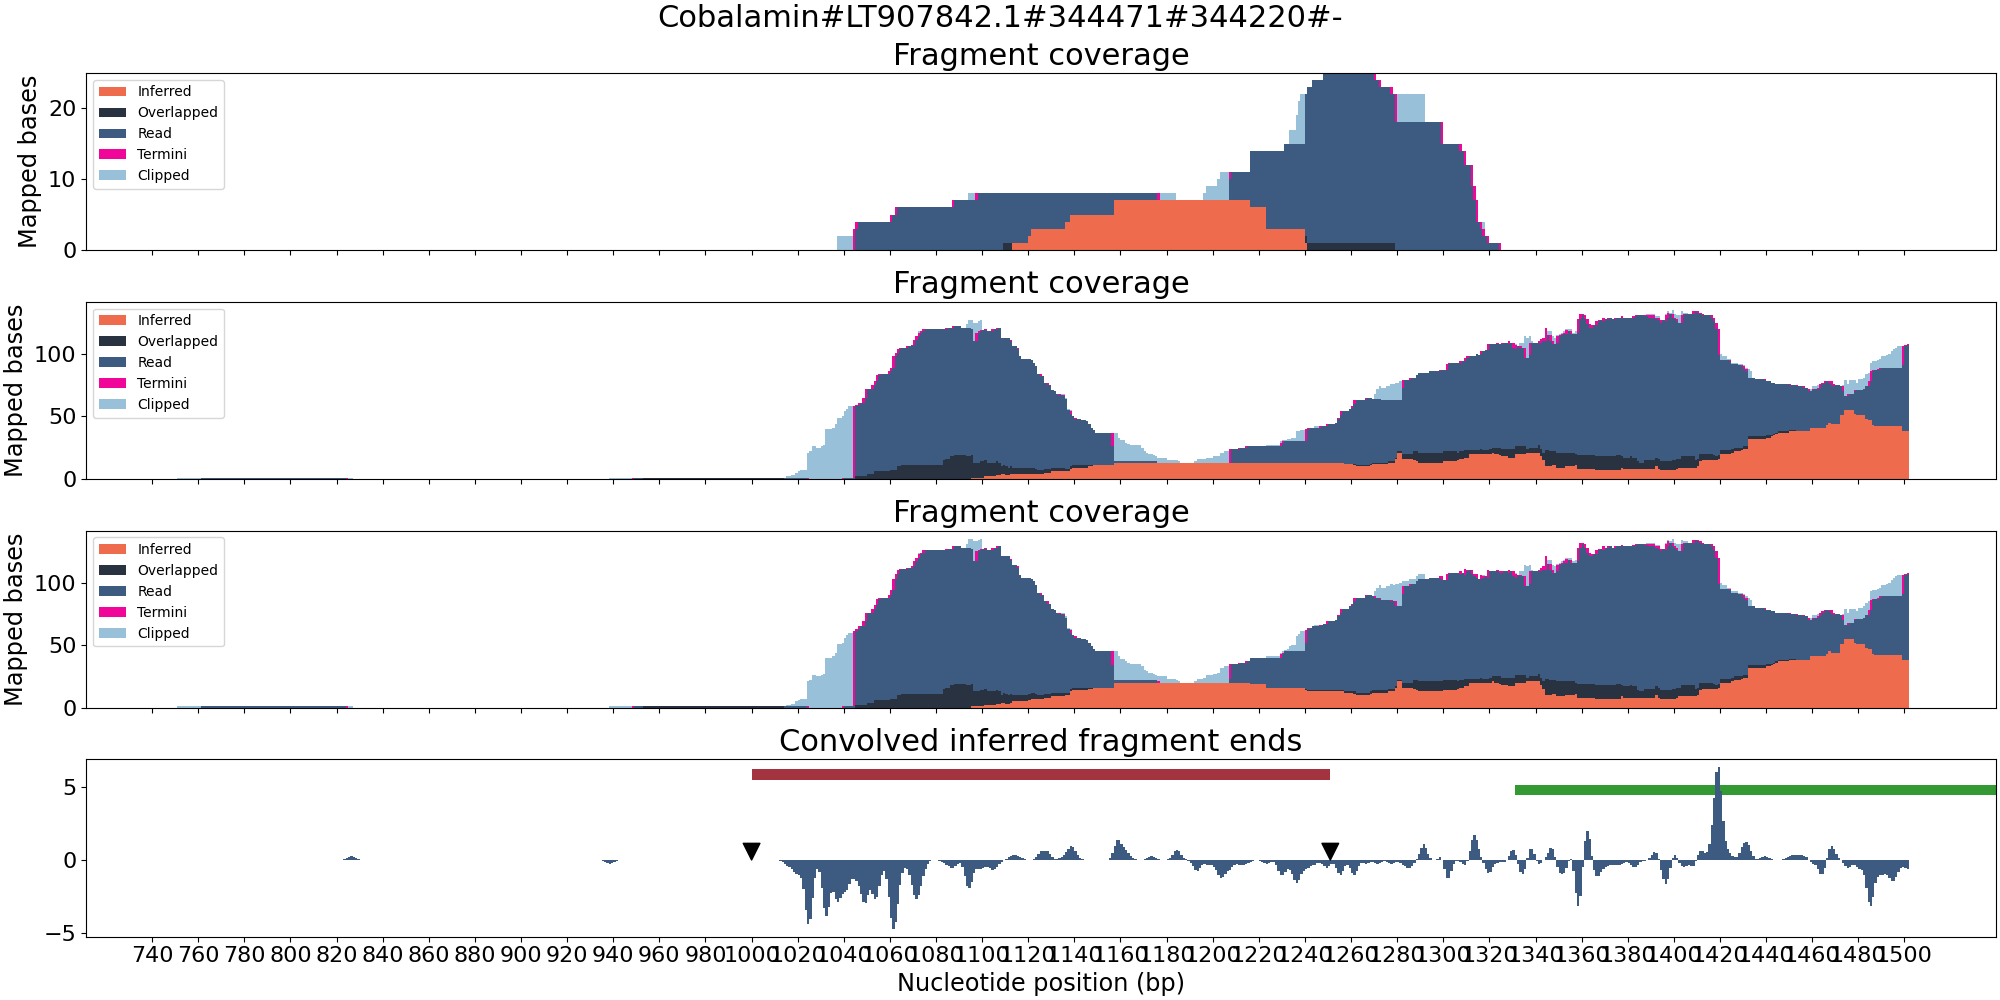 Cobalamin#LT907842.1#344471#344220#-
Fragment coverage
Mapped bases
20
10
0
Inferred
Overlapped
Read
Termini
Clipped
Fragment coverage
Mapped bases
100
50
0
Inferred
Overlapped
Read
Termini
Clipped
Fragment coverage
Mapped bases
100
50
0
Inferred
Overlapped
Read
Termini
Clipped
Convolved inferred fragment ends
5
0
−5
740 760 780 800 820 840 860 880 900 920 940 960 980 1000 1020 1040 1060 1080 1100 1120 1140 1160 1180 1200 1220 1240 1260 1280 1300 1320 1340 1360 1380 1400 1420 1440 1460 1480 1500
Nucleotide position (bp)